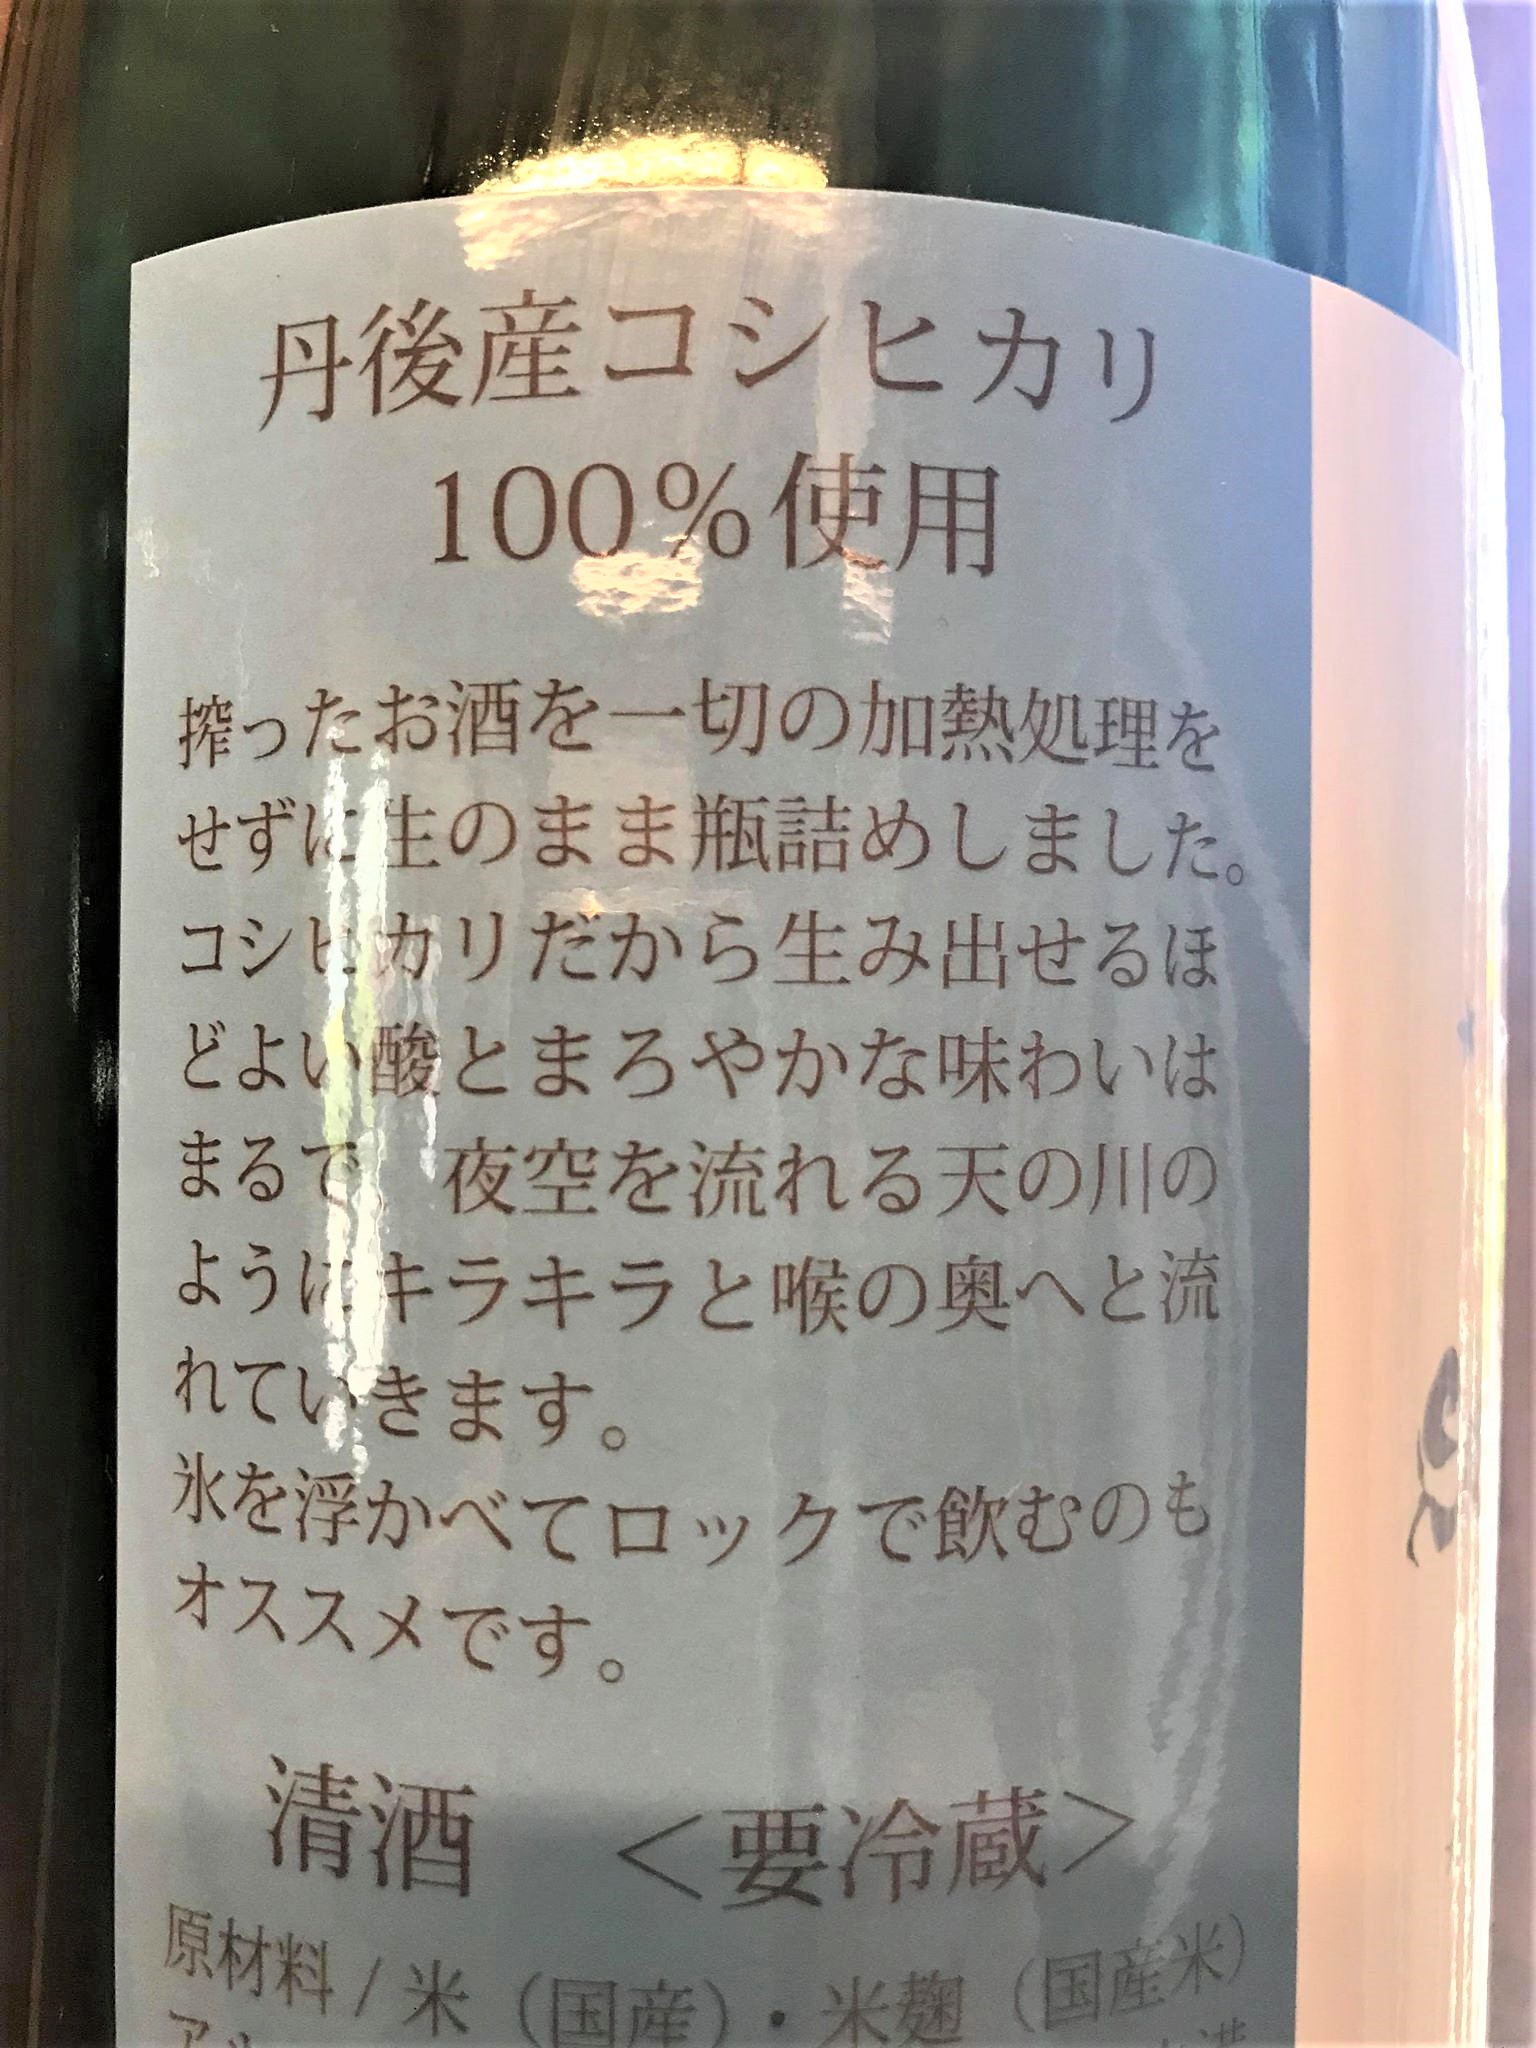 丹後産コシヒカリ
100%使用
搾ったお酒を一切の加熱処理を
せずに生のまま瓶詰めしました。
コシヒカリだから生み出せるほ
どよい酸とまろやかな味わいは
まるで、夜空を流れる天の川の
ようにキラキラと喉の奥へと流
れていきます。
氷を浮かべてロックで飲むのも
オススメです。
清酒 <要冷蔵>
原材料/米(国産)・米麹(国産米)